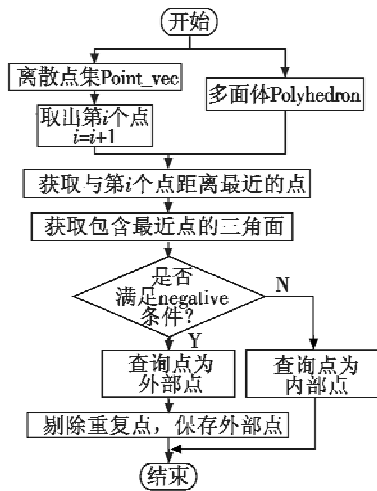 开始
离散点集Point_vec
多面体Polyhedron
取出第i个点
i=i+1
获取与第i个点距离最近的点
获取包含最近点的三角面
是否
满足negative
条件?
N
Y
查询点为
外部点
查询点为
内部点
剔除重复点，保存外部点
结束